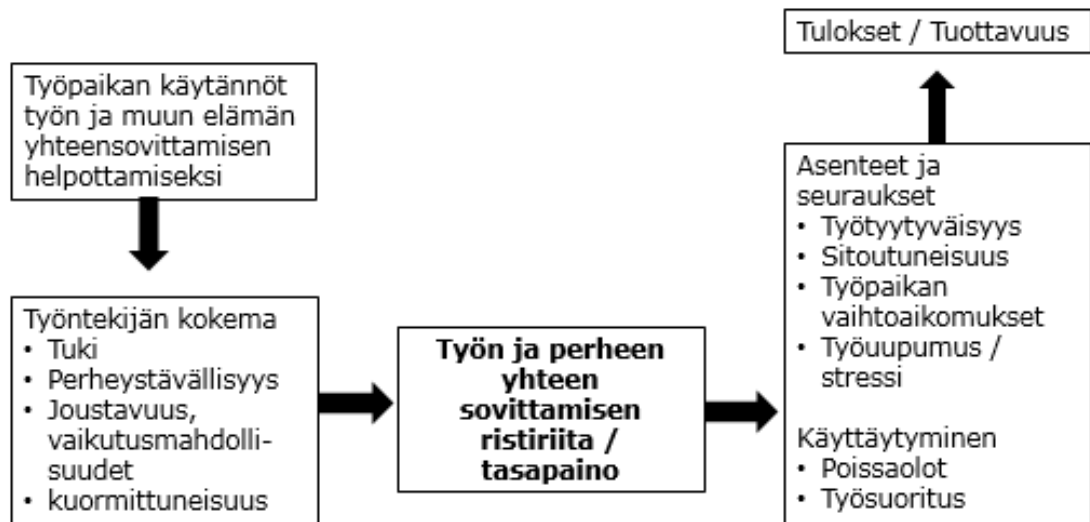 Työpaikan käytännöt
työn ja muun elämän
yhteensovittamisen
helpottamiseksi
Työntekijän kokema
• Tuki
• Perheystävällisyys
• Joustavuus,
vaikutusmahdolli-
suudet
• kuormittuneisuus
Työn ja perheen
yhteen
sovittamisen
ristiriita /
tasapaino
Asenteet ja
seuraukset
• Työtyytyväisyys
• Sitoutuneisuus
• Työpaikan
vaihtoaikomukset
• Työuupumus /
stressi
Käyttäytyminen
• Poissaolot
• Työsuoritus
Tulokset / Tuottavuus